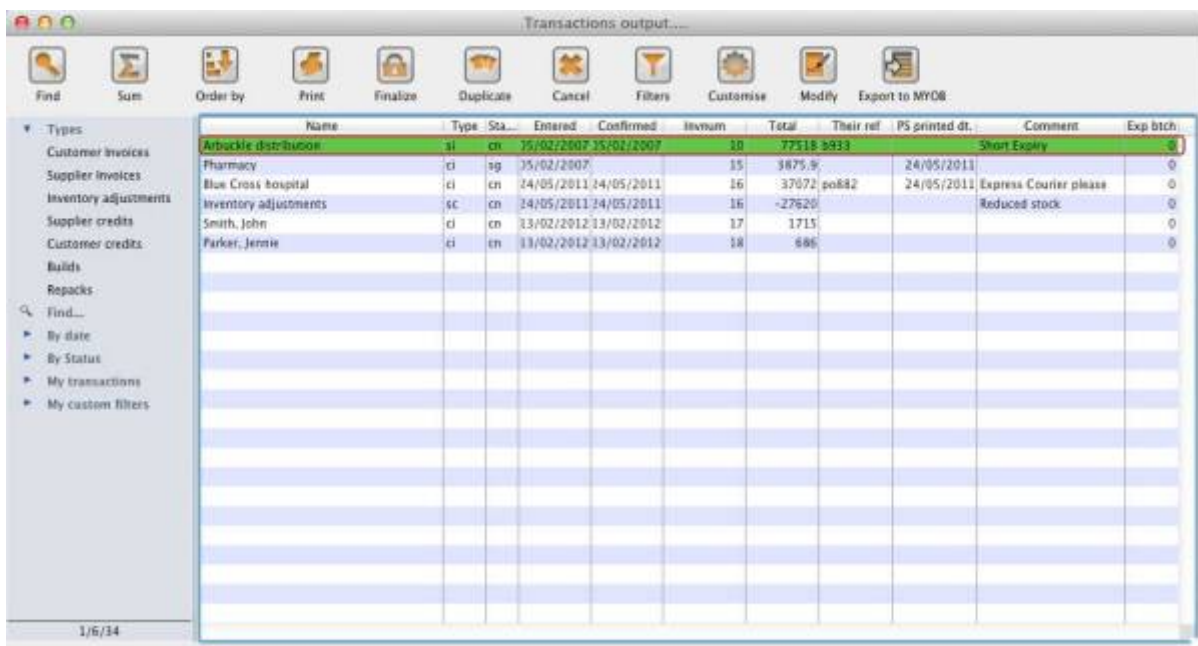 Transactions output.....
Find Sum Order by Print Finalize Duplicate Cancel Filters Customise Modify Export to MYOB
Types
Customer Invoices
Supplier Invoices
Inventory adjustments
Supplier credits
Customer credits
Builds
Repacks
Find...
By date
By Status
My transactions
My custom filters
1/6/34
Name Type Sta... Entered Confirmed Invnum Total Their ref PS printed dt. Comment Exp btch
Arbuckle distribution si cn 15/02/2007 15/02/2007 10 77518 b933 Short Expiry 0
Pharmacy ci sg 15/02/2007 15 3875.9 24/05/2011 0
Blue Cross hospital ci cn 24/05/2011 24/05/2011 16 37072 po882 24/05/2011 Express Courier please 0
Inventory adjustments sc cn 24/05/2011 24/05/2011 16 -27620 Reduced stock 0
Smith, John ci cn 13/02/2012 13/02/2012 17 1715 0
Parker, Jennie ci cn 13/02/2012 13/02/2012 18 686 0